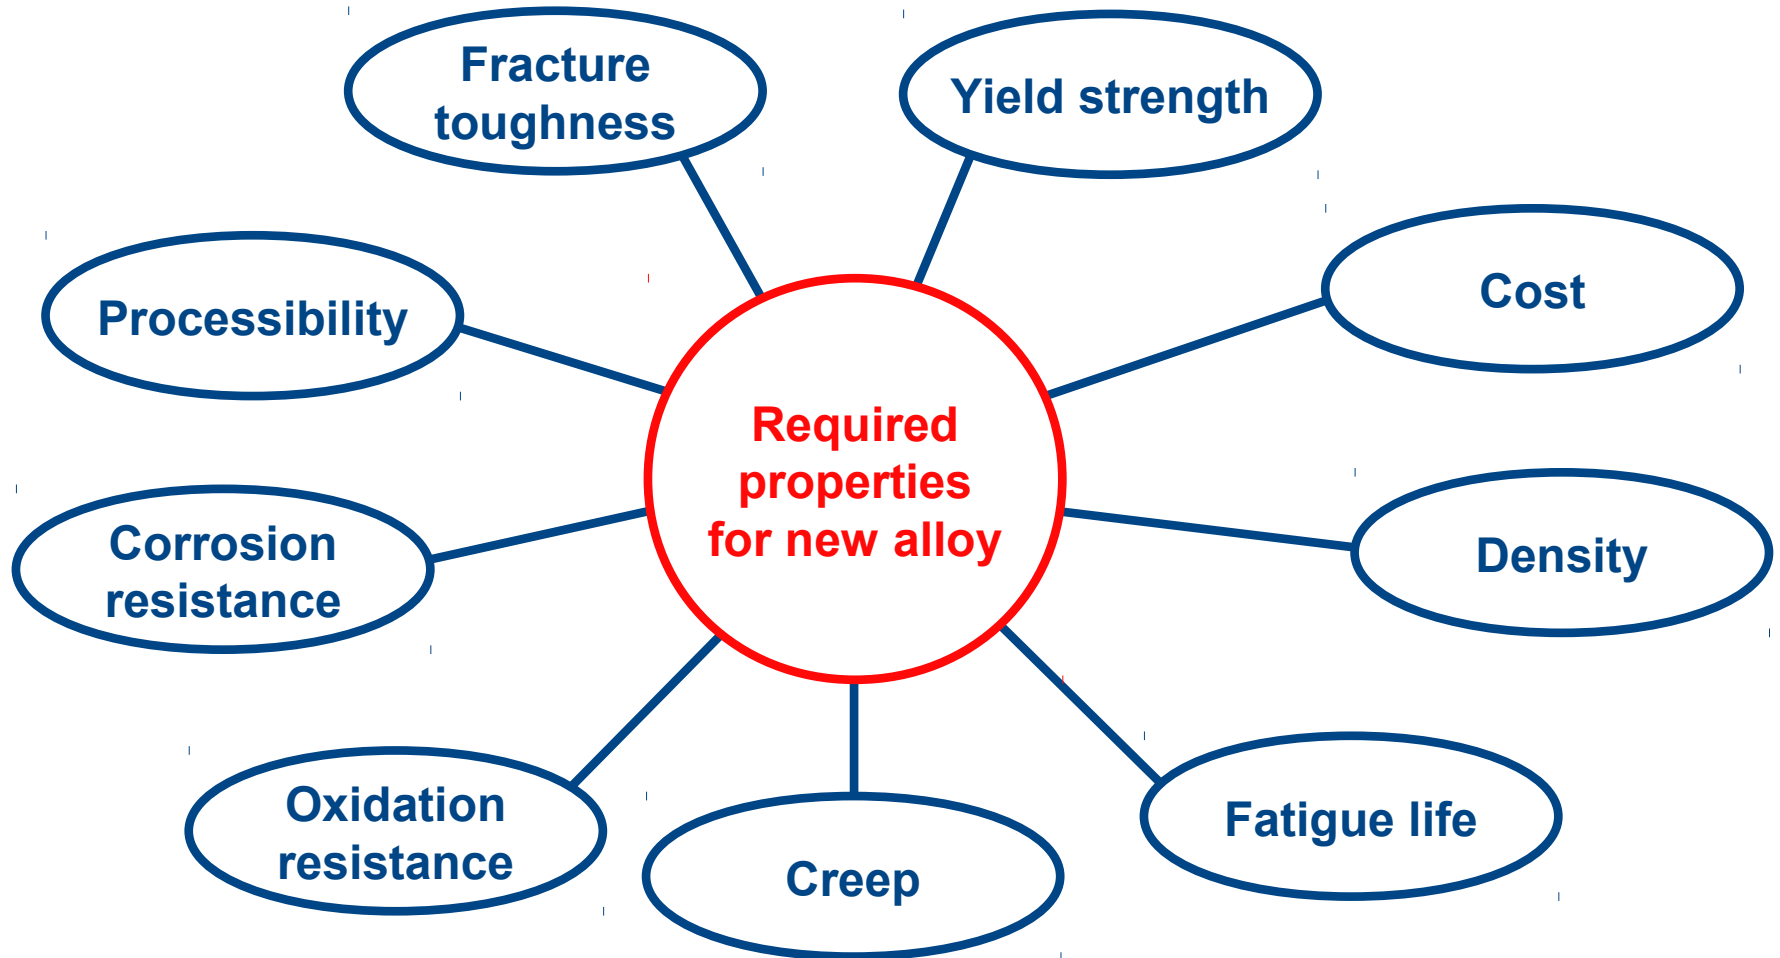 Fracture
toughness
Yield strength
Processibility
Cost
Required
properties
for new alloy
Corrosion
resistance
Density
Oxidation
resistance
Creep
Fatigue life